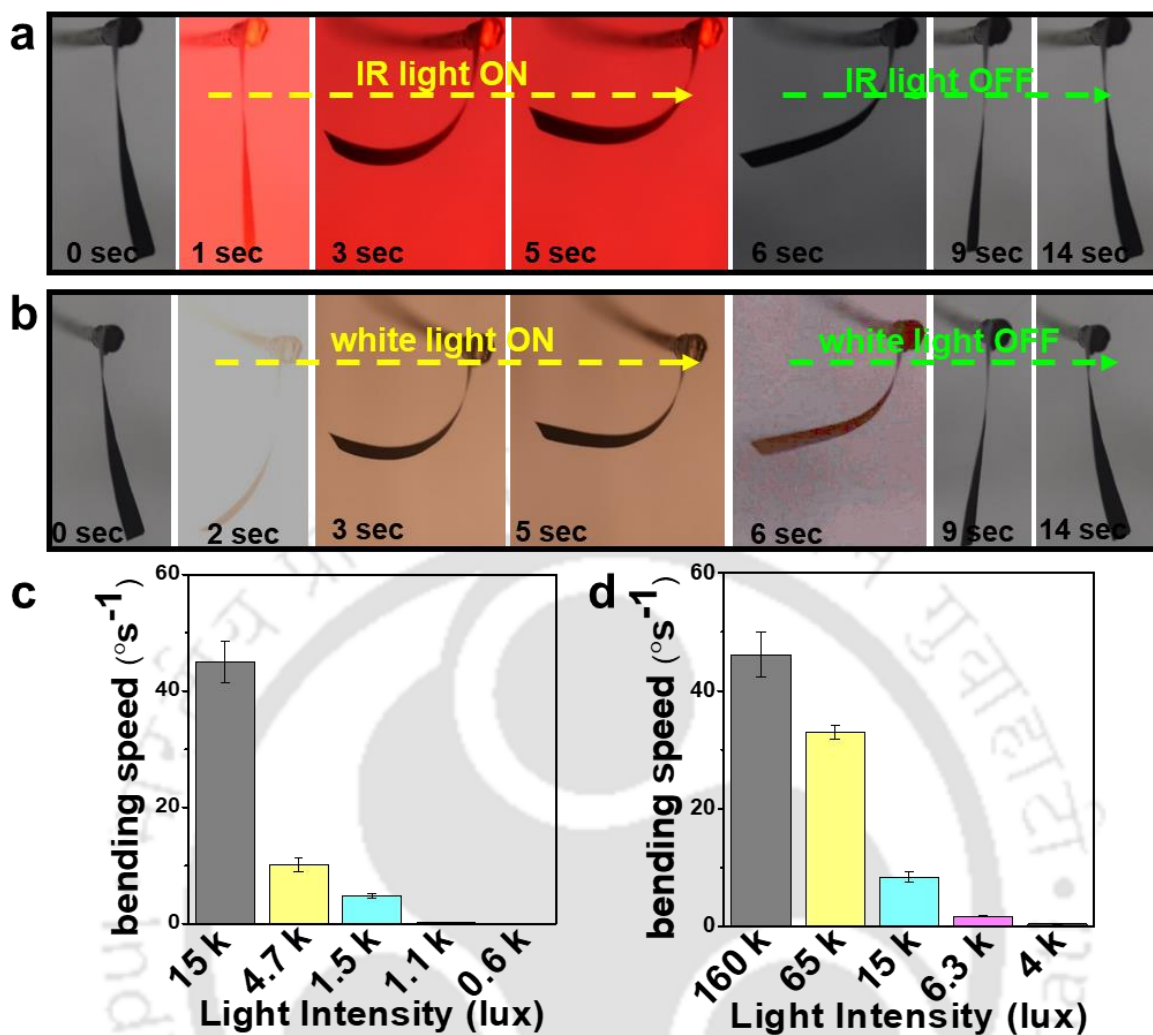 a
IR light ON
IR light OFF
0 sec
1 sec
3 sec
5 sec
6 sec
9 sec
14 sec
b
white light ON
white light OFF
0 sec
2 sec
3 sec
5 sec
6 sec
9 sec
14 sec
c
bending speed (°s⁻¹)
60
40
20
0
15 k
4.7 k
1.5 k
1.1 k
0.6 k
Light Intensity (lux)
d
bending speed (°s⁻¹)
60
40
20
0
160 k
65 k
15 k
6.3 k
4 k
Light Intensity (lux)